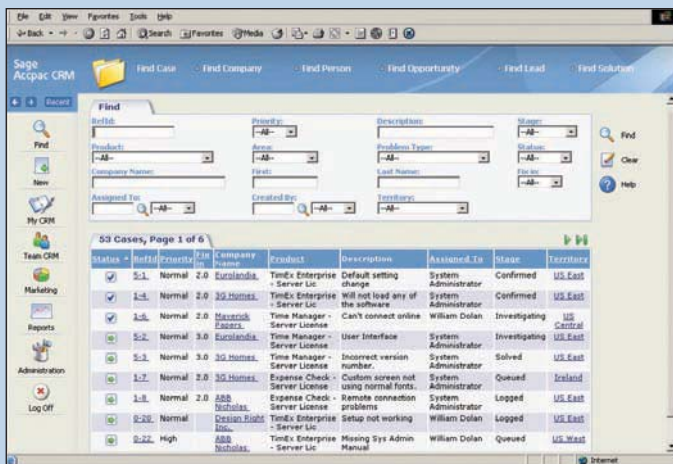 File Edit View Favorites Tools Help
Back Search Favorites Media
Sage
Accpac CRM
Find Case Find Company Find Person Find Opportunity Find Lead Find Solution
Recent
Find
New
My CRM
Team CRM
Marketing
Reports
Administration
Log Off
Find
RefId: Priority: Description: Stage:
--All-- --All--
Product: Area: Problem Type: Status:
--All-- --All-- --All-- --All--
Company Name: First: Last Name: Fix in:
--All--
Assigned To: Created By: Territory:
--All-- --All-- --All--
Find
Clear
Help
53 Cases, Page 1 of 6
Status RefId Priority Fix in Company Name Product Description Assigned To Stage Territory
5-1 Normal 2.0 Eurolandia TimEx Enterprise - Server Lic Default setting change System Administrator Confirmed US East
1-4 Normal 2.0 3G Homes TimEx Enterprise - Server Lic Will not load any of the software System Administrator Confirmed US East
1-6 Normal 2.0 Maverick Papers Time Manager - Server License Can't connect online William Dolan Investigating US Central
5-2 Normal 3.0 Eurolandia Time Manager - Server License User Interface System Administrator Investigating US East
5-3 Normal 3.0 3G Homes Time Manager - Server License Incorrect version number. System Administrator Solved US East
1-7 Normal 2.0 3G Homes Expense Check - Server License Custom screen not using normal fonts. System Administrator Queued Ireland
1-8 Normal 2.0 ABB Nicholas Expense Check - Server License Remote connection problems System Administrator Logged US East
0-20 Normal Design Right Inc. TimEx Enterprise - Server Lic Setup not working William Dolan Logged US East
0-22 High ABB Nicholas TimEx Enterprise - Server Lic Missing Sys Admin Manual William Dolan Queued US West
Internet